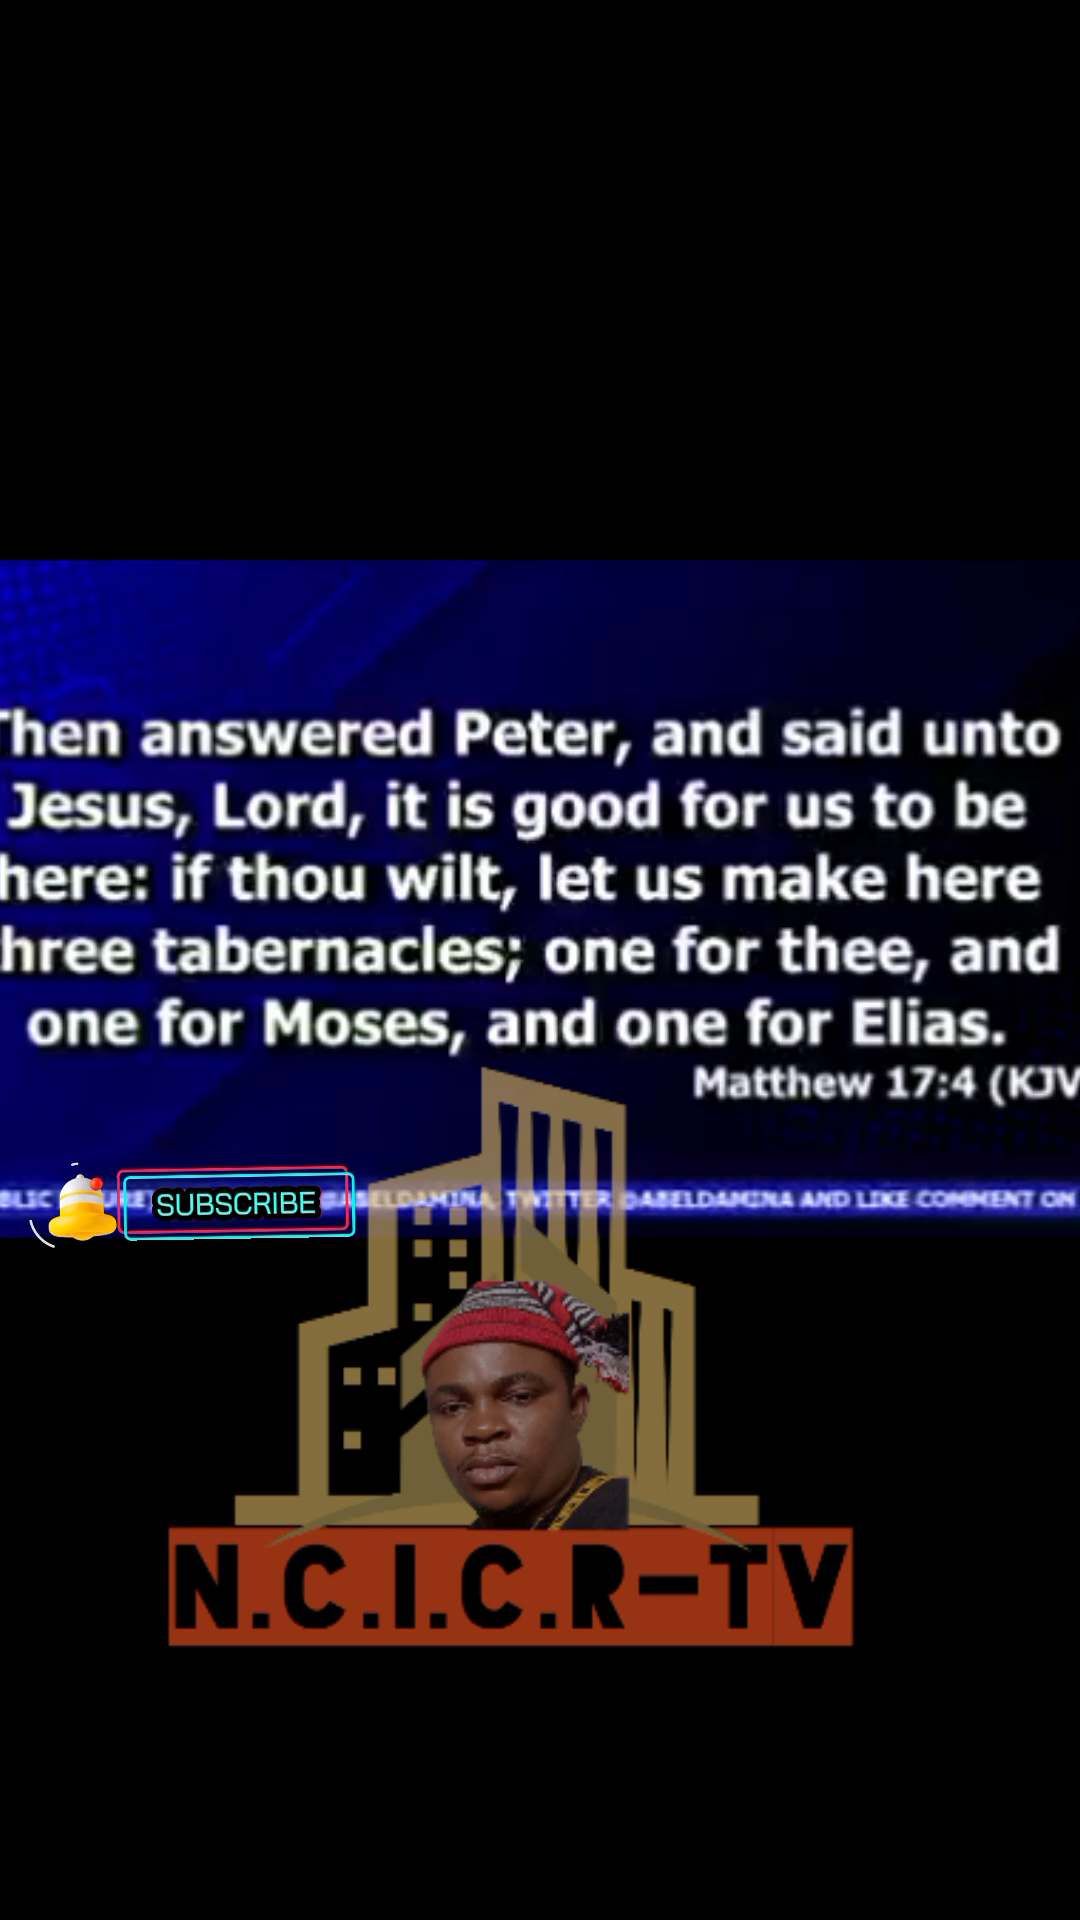 Then answered Peter, and said unto
Jesus, Lord, it is good for us to be
here: if thou wilt, let us make here
hree tabernacles; one for thee, and
one for Moses, and one for Elias.
Matthew 17:4 (KJV
SUBSCRIBE
@ABELDAMINA, TWITTER @ABELDAMINA AND LIKE COMMENT ON
N.C.I.C.R-TV